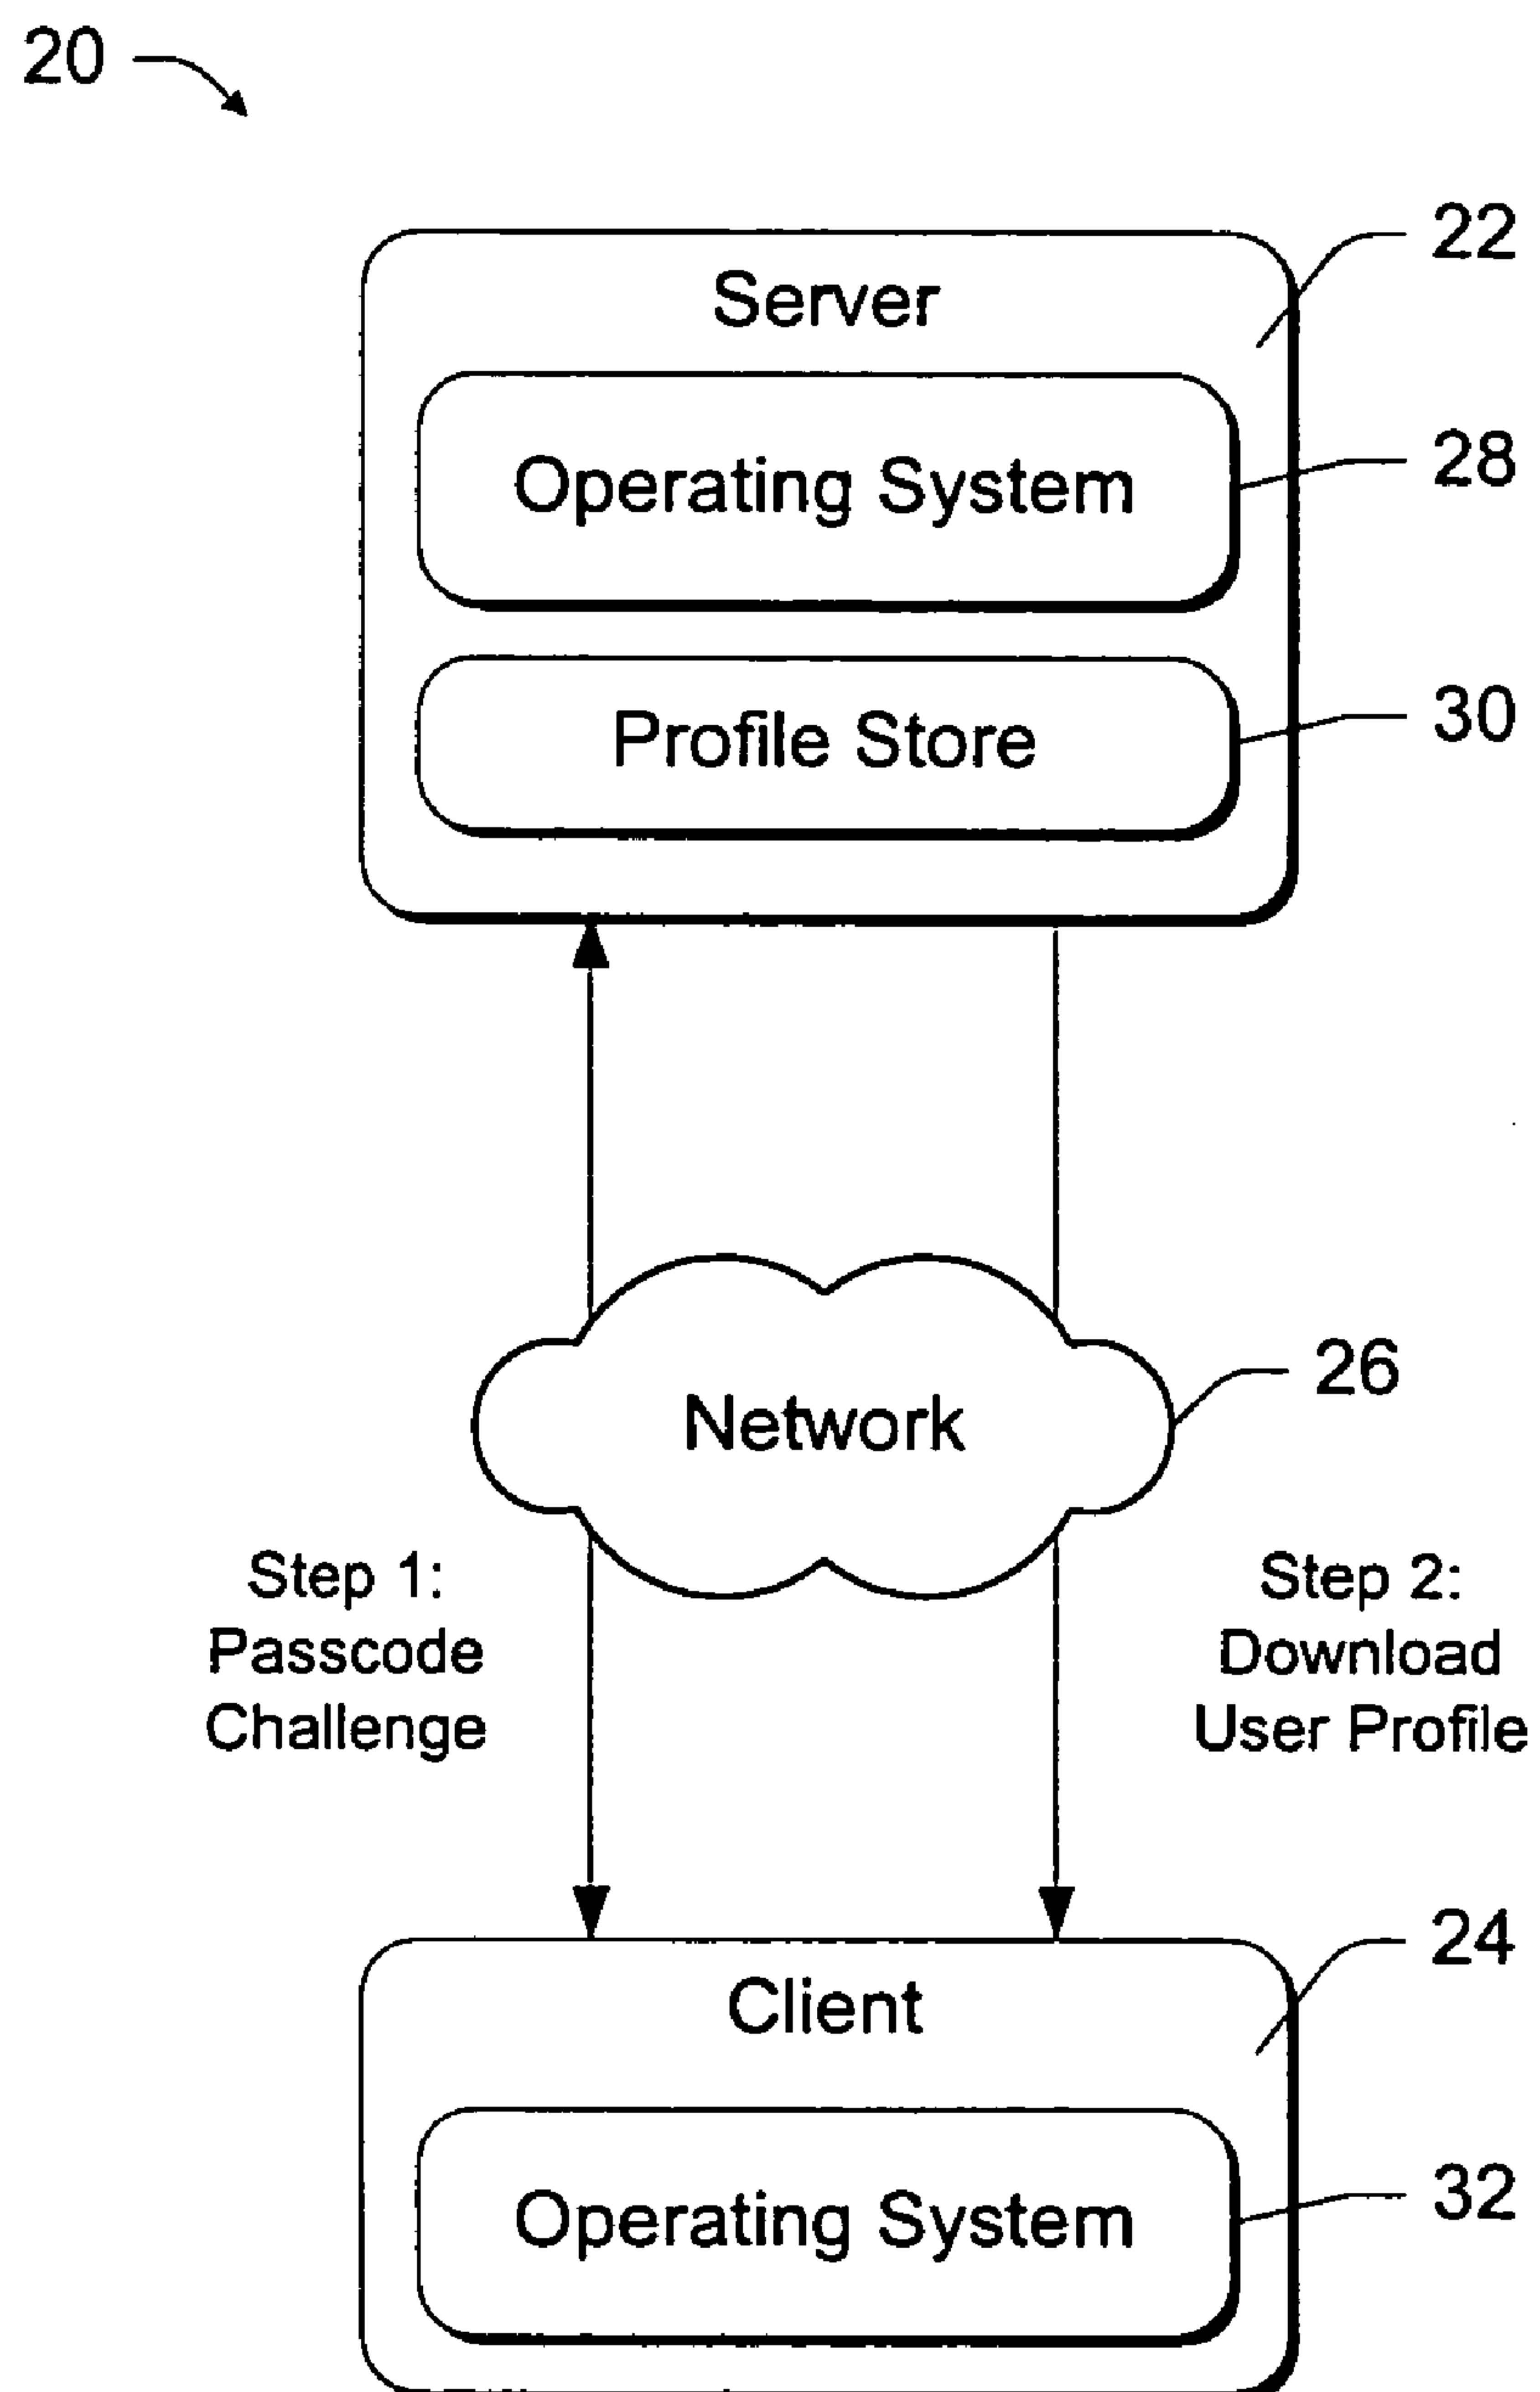 20
22
Server
Operating System
28
Profile Store
30
Network
26
Step 1:
Passcode
Challenge
Step 2:
Download
User Profile
24
Client
Operating System
32